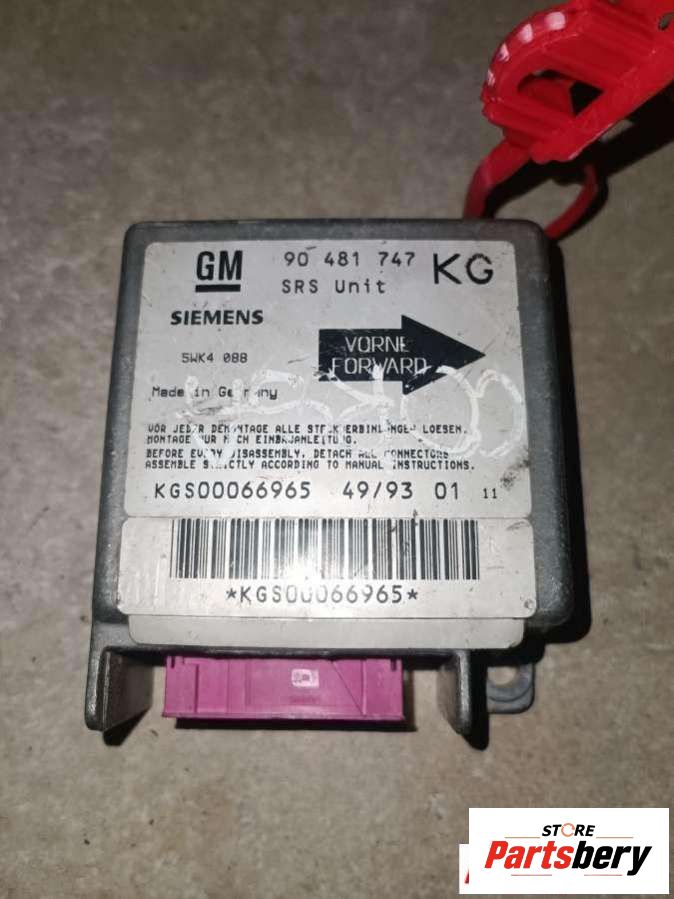 GM 90 481 747 KG
SRS Unit
SIEMENS
VORNE
FORWARD
5WK4 088
Made in Germany
CORSA
VOR JEDER DEMONTAGE ALLE STECKVERBINDUNGEN LOESEN.
MONTAGE NUR NACH EINBAUANLEITUNG.
BEFORE EVERY DISASSEMBLY, DETACH ALL CONNECTORS
ASSEMBLE STRICTLY ACCORDING TO MANUAL INSTRUCTIONS.
KGS00066965 49/93 01 11
*KGS00066965*
STORE
Partsbery